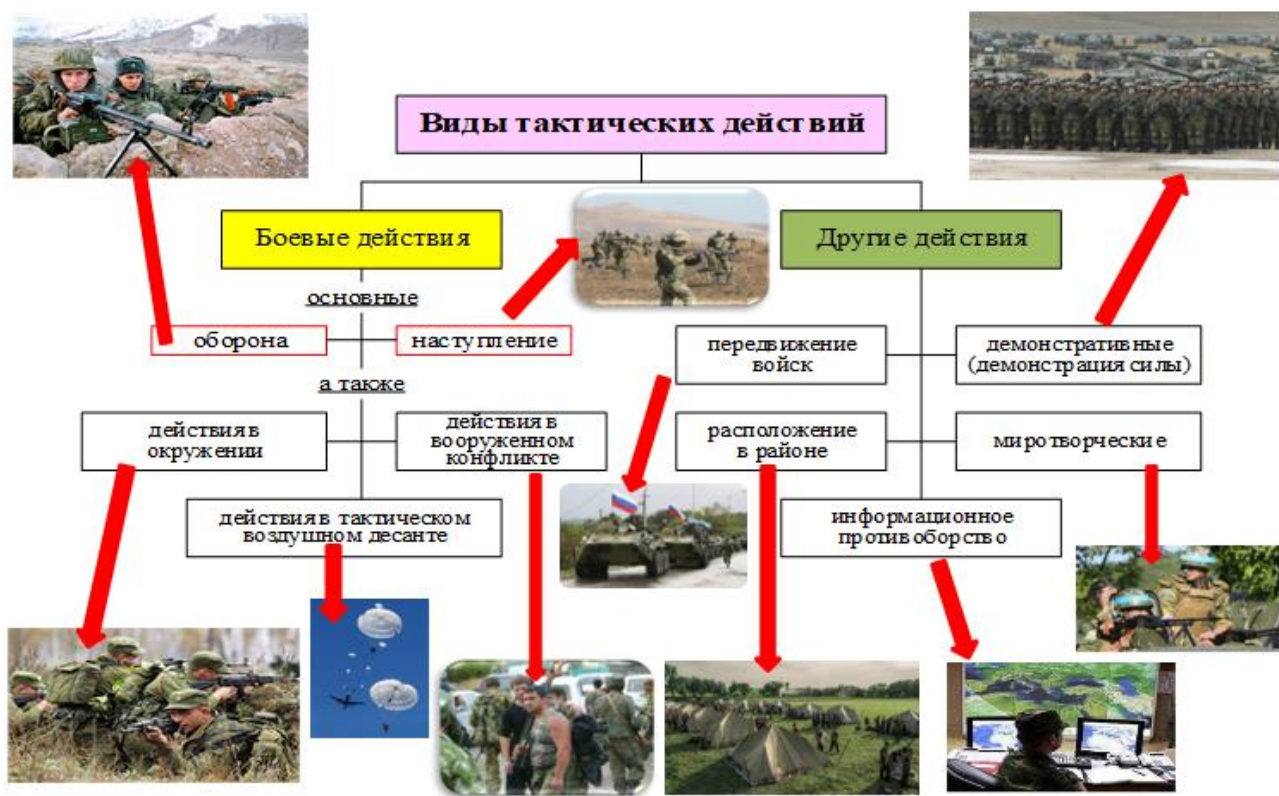 Виды тактических действий
Боевые действия
Другие действия
основные
оборона
наступление
а также
действия в
окружении
действия в
вооруженном
конфликте
действия в тактическом
воздушном десанте
передвижение
войск
демонстративные
(демонстрация силы)
расположение
в районе
миротворческие
информационное
противоборство